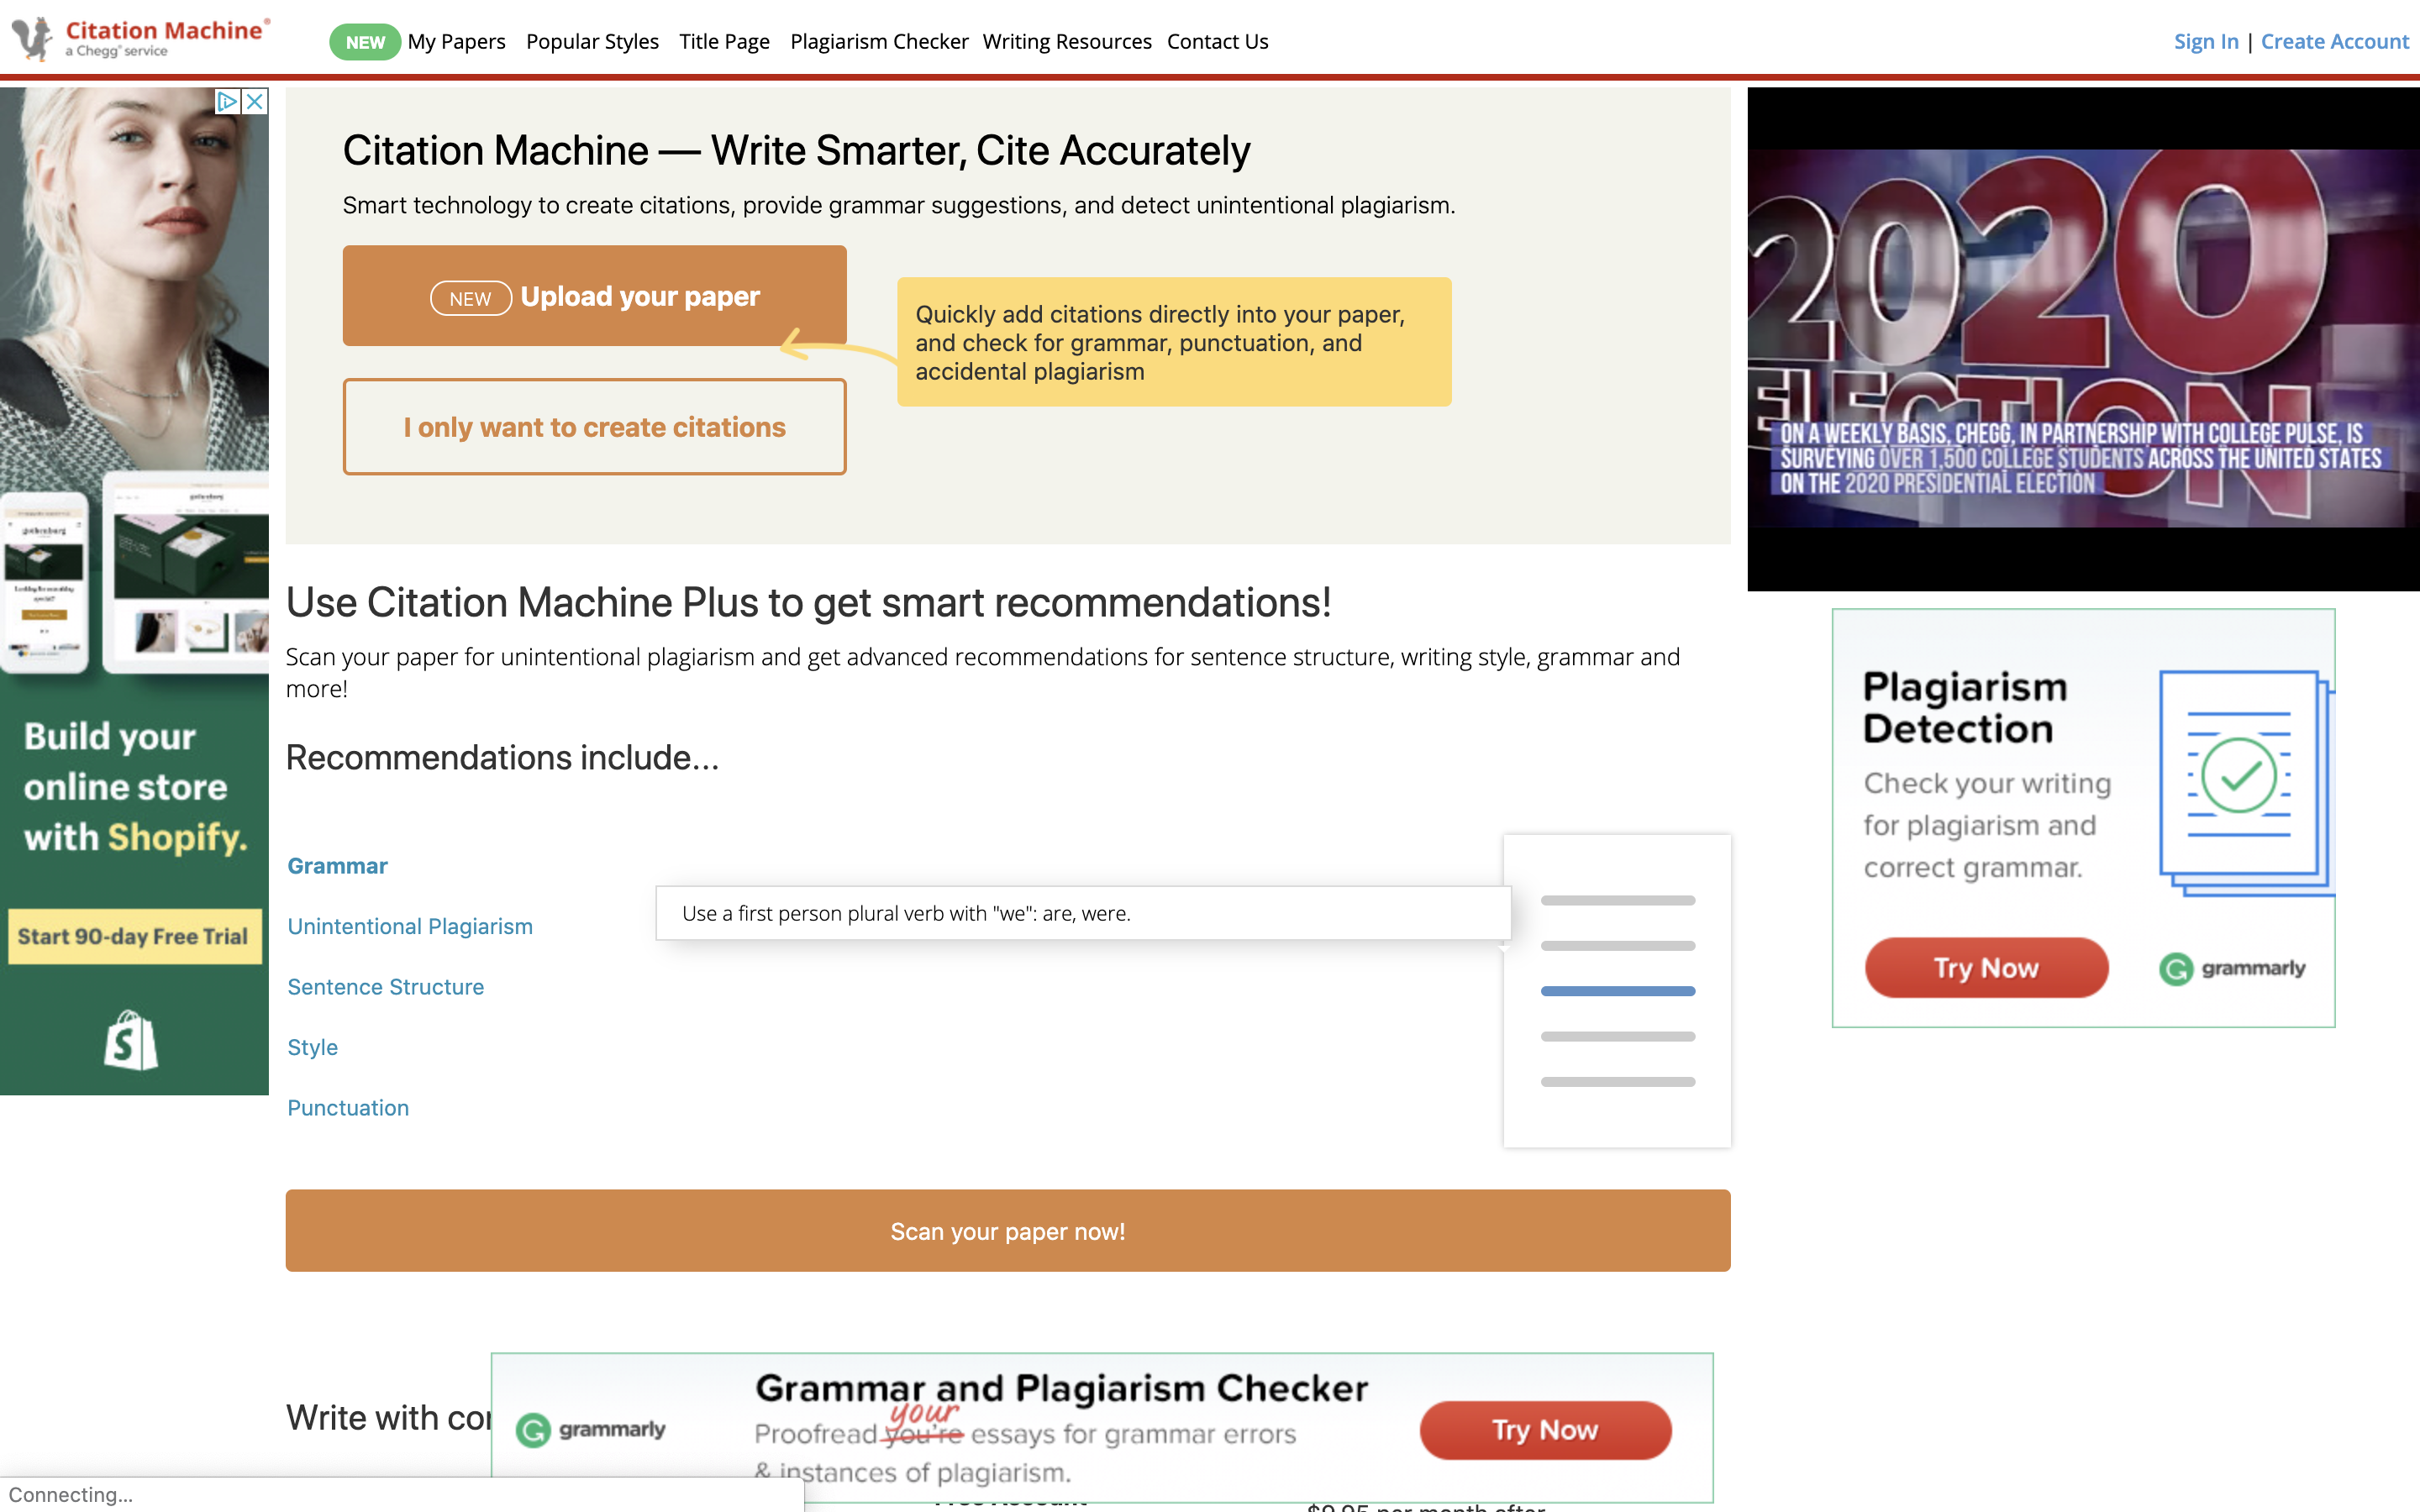 Citation Machine®
a Chegg® service
NEW My Papers Popular Styles Title Page Plagiarism Checker Writing Resources Contact Us
Sign In | Create Account
Citation Machine — Write Smarter, Cite Accurately
Smart technology to create citations, provide grammar suggestions, and detect unintentional plagiarism.
NEW Upload your paper
Quickly add citations directly into your paper,
and check for grammar, punctuation, and
accidental plagiarism
I only want to create citations
2020
ELECTION
ON A WEEKLY BASIS, CHEGG, IN PARTNERSHIP WITH COLLEGE PULSE, IS
SURVEYING OVER 1,500 COLLEGE STUDENTS ACROSS THE UNITED STATES
ON THE 2020 PRESIDENTIAL ELECTION
Build your
online store
with Shopify.
Start 90-day Free Trial
Use Citation Machine Plus to get smart recommendations!
Scan your paper for unintentional plagiarism and get advanced recommendations for sentence structure, writing style, grammar and
more!
Recommendations include...
Grammar
Unintentional Plagiarism
Sentence Structure
Style
Punctuation
Use a first person plural verb with "we": are, were.
Plagiarism
Detection
Check your writing
for plagiarism and
correct grammar.
Try Now
grammarly
Scan your paper now!
Write with
grammarly
Grammar and Plagiarism Checker
your
Proofread you're essays for grammar errors
& instances of plagiarism.
Try Now
$9.95 per month after
Connecting...